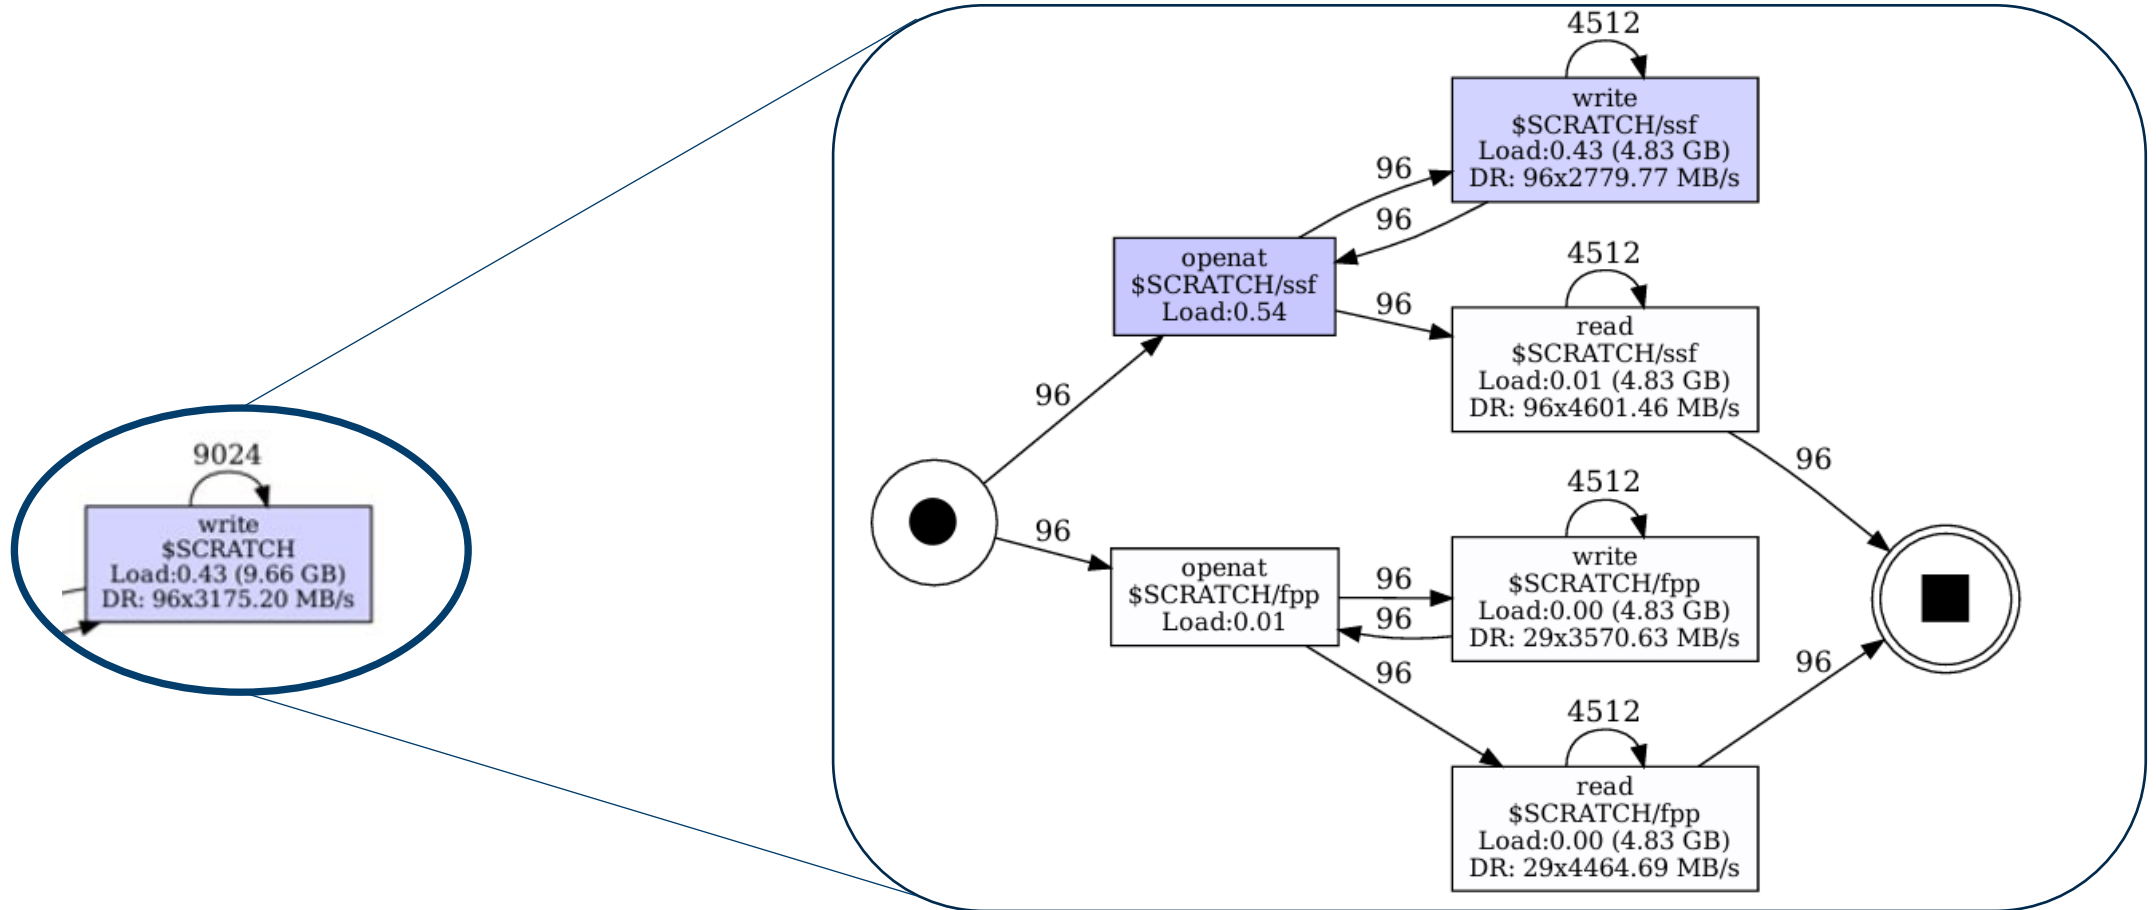 9024
write
$SCRATCH
Load:0.43 (9.66 GB)
DR: 96x3175.20 MB/s
4512
write
$SCRATCH/ssf
Load:0.43 (4.83 GB)
DR: 96x2779.77 MB/s
96
96
openat
$SCRATCH/ssf
Load:0.54
96
4512
read
$SCRATCH/ssf
Load:0.01 (4.83 GB)
DR: 96x4601.46 MB/s
96
96
96
openat
$SCRATCH/fpp
Load:0.01
96
96
4512
write
$SCRATCH/fpp
Load:0.00 (4.83 GB)
DR: 29x3570.63 MB/s
96
96
4512
read
$SCRATCH/fpp
Load:0.00 (4.83 GB)
DR: 29x4464.69 MB/s